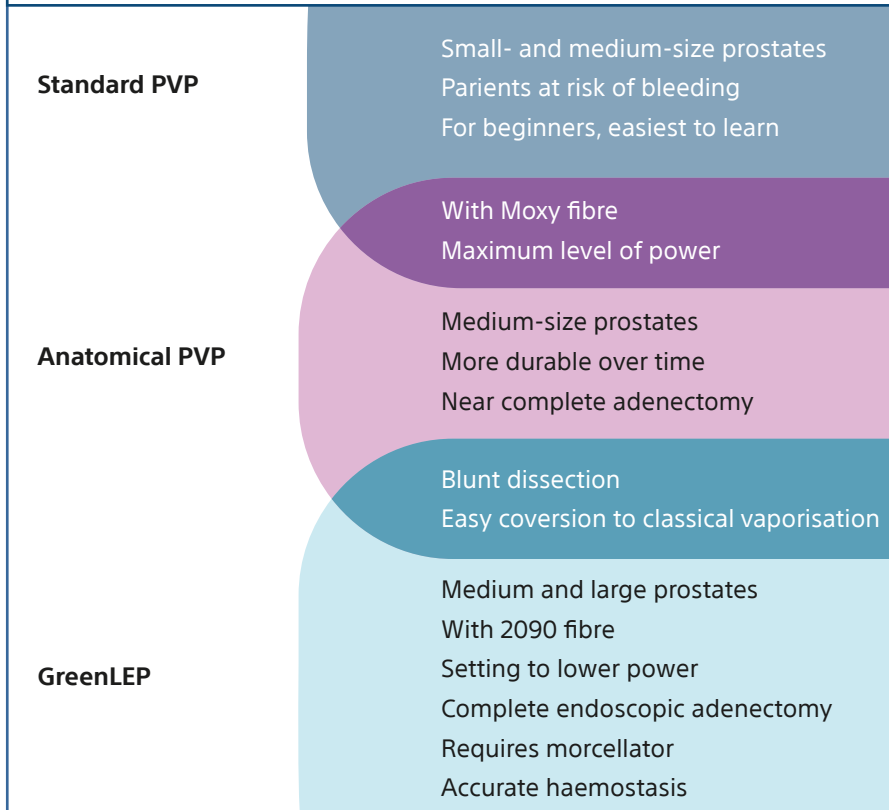 Standard PVP
Small- and medium-size prostates
Parients at risk of bleeding
For beginners, easiest to learn
With Moxy fibre
Maximum level of power
Anatomical PVP
Medium-size prostates
More durable over time
Near complete adenectomy
Blunt dissection
Easy coversion to classical vaporisation
GreenLEP
Medium and large prostates
With 2090 fibre
Setting to lower power
Complete endoscopic adenectomy
Requires morcellator
Accurate haemostasis